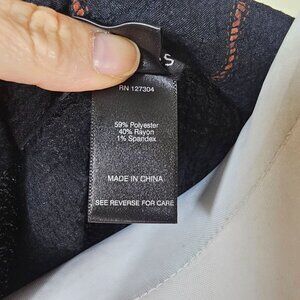 S
RN 127304
59% Polyester
40% Rayon
1% Spandex
MADE IN CHINA
SEE REVERSE FOR CARE